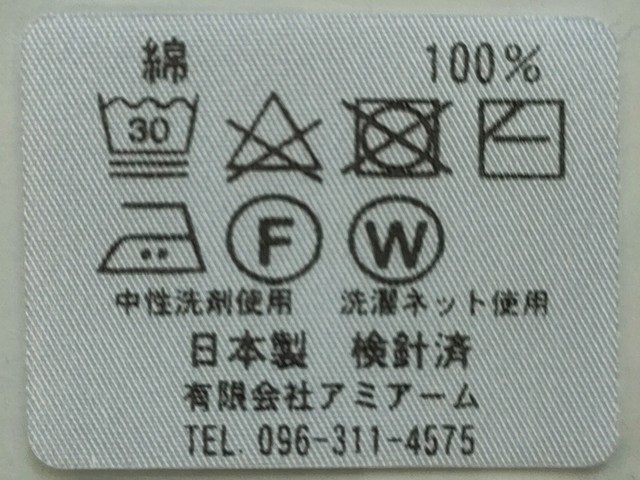 綿 100%
30
F W
中性洗剤使用 洗濯ネット使用
日本製 検針済
有限会社アミアーム
TEL. 096-311-4575